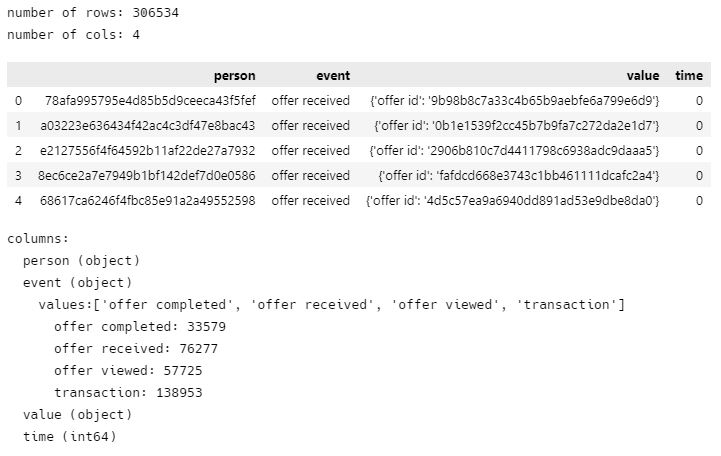 number of rows: 306534
number of cols: 4
person event value time
0 78afa995795e4d85b5d9ceeca43f5fef offer received {'offer id': '9b98b8c7a33c4b65b9aebfe6a799e6d9'} 0
1 a03223e636434f42ac4c3df47e8bac43 offer received {'offer id': '0b1e1539f2cc45b7b9fa7c272da2e1d7'} 0
2 e2127556f4f64592b11af22de27a7932 offer received {'offer id': '2906b810c7d4411798c6938adc9daaa5'} 0
3 8ec6ce2a7e7949b1bf142def7d0e0586 offer received {'offer id': 'fafdcd668e3743c1bb461111dcafc2a4'} 0
4 68617ca6246f4fbc85e91a2a49552598 offer received {'offer id': '4d5c57ea9a6940dd891ad53e9dbe8da0'} 0
columns:
person (object)
event (object)
values:['offer completed', 'offer received', 'offer viewed', 'transaction']
offer completed: 33579
offer received: 76277
offer viewed: 57725
transaction: 138953
value (object)
time (int64)